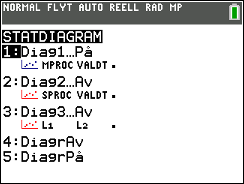 NORMAL FLYT AUTO REELL RAD MP
STATDIAGRAM
1:Diag1…På
MPROC VALDT
2:Diag2…Av
SPROC VALDT
3:Diag3…Av
L1 L2
4:DiagrAv
5:DiagrPå